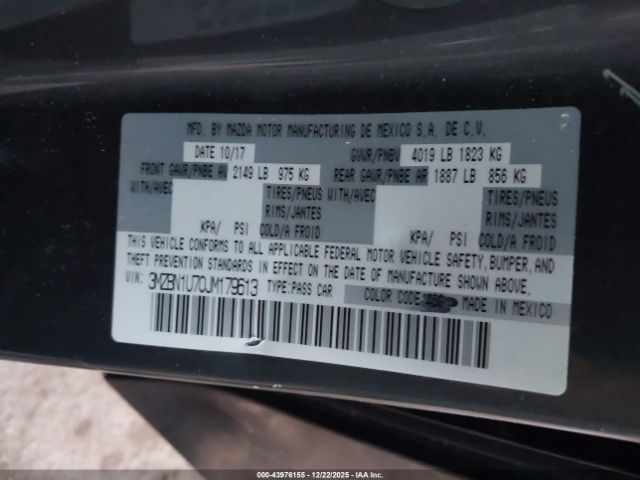 MFD. BY MAZDA MOTOR MANUFACTURING DE MEXICO S.A. DE C.V.
DATE 10/17 GVWR/PNBV 4019 LB 1823 KG
FRONT GAWR/PNBE AV 2149 LB 975 KG REAR GAWR/PNBE AR 1887 LB 856 KG
WITH/AVEC TIRES/PNEUS WITH/AVEC TIRES/PNEUS
RIMS/JANTES RIMS/JANTES
KPA/ PSI COLD/A FROID KPA/ PSI COLD/A FROID
THIS VEHICLE CONFORMS TO ALL APPLICABLE FEDERAL MOTOR VEHICLE SAFETY, BUMPER, AND
THEFT PREVENTION STANDARDS IN EFFECT ON THE DATE OF MANUFACTURE SHOWN ABOVE.
VIN: 3MZBN1U70JM179613 TYPE:PASS CAR COLOR CODE: MADE IN MEXICO
000-43976155 - 12/22/2025 - IAA Inc.